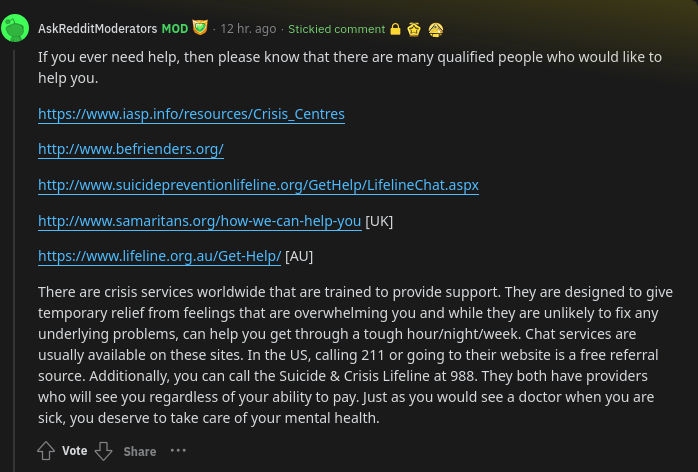 AskRedditModerators MOD · 12 hr. ago · Stickied comment
If you ever need help, then please know that there are many qualified people who would like to
help you.
https://www.iasp.info/resources/Crisis_Centres
http://www.befrienders.org/
http://www.suicidepreventionlifeline.org/GetHelp/LifelineChat.aspx
http://www.samaritans.org/how-we-can-help-you [UK]
https://www.lifeline.org.au/Get-Help/ [AU]
There are crisis services worldwide that are trained to provide support. They are designed to give
temporary relief from feelings that are overwhelming you and while they are unlikely to fix any
underlying problems, can help you get through a tough hour/night/week. Chat services are
usually available on these sites. In the US, calling 211 or going to their website is a free referral
source. Additionally, you can call the Suicide & Crisis Lifeline at 988. They both have providers
who will see you regardless of your ability to pay. Just as you would see a doctor when you are
sick, you deserve to take care of your mental health.
Vote Share ···